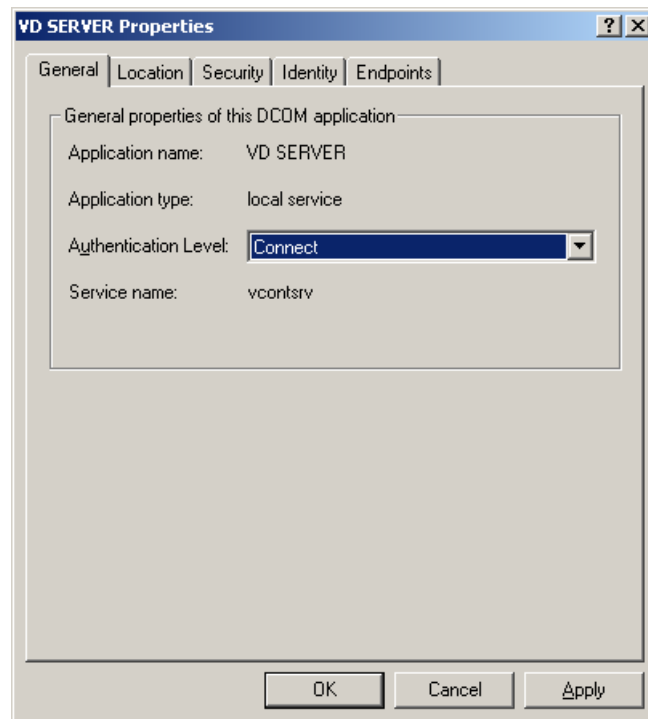 VD SERVER Properties
General Location Security Identity Endpoints
General properties of this DCOM application
Application name: VD SERVER
Application type: local service
Authentication Level: Connect
Service name: vcontsrv
OK Cancel Apply